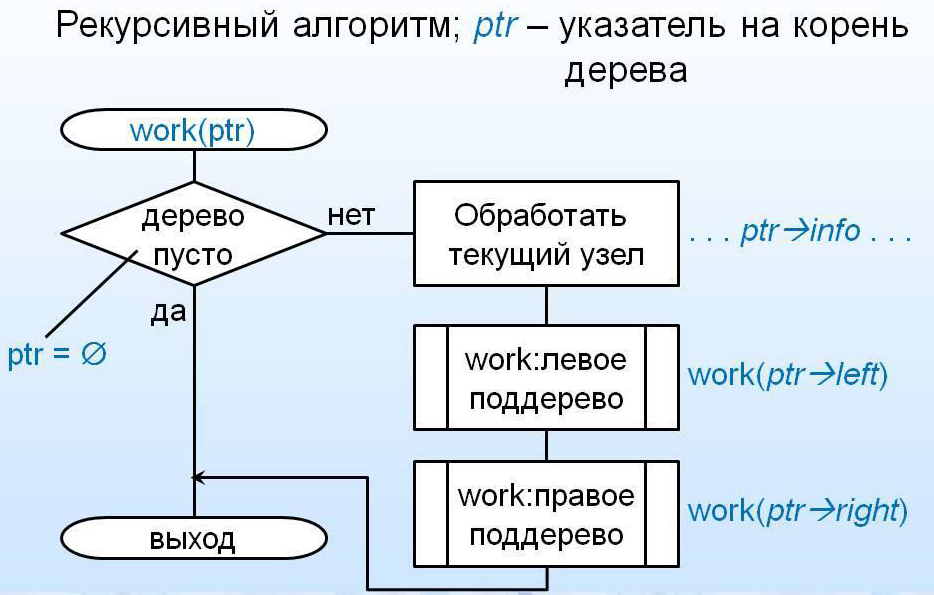 Рекурсивный алгоритм; ptr – указатель на корень
дерева
work(ptr)
дерево
пусто
нет
да
ptr = ∅
Обработать
текущий узел
. . . ptr→info . . .
work:левое
поддерево
work(ptr→left)
work:правое
поддерево
work(ptr→right)
выход